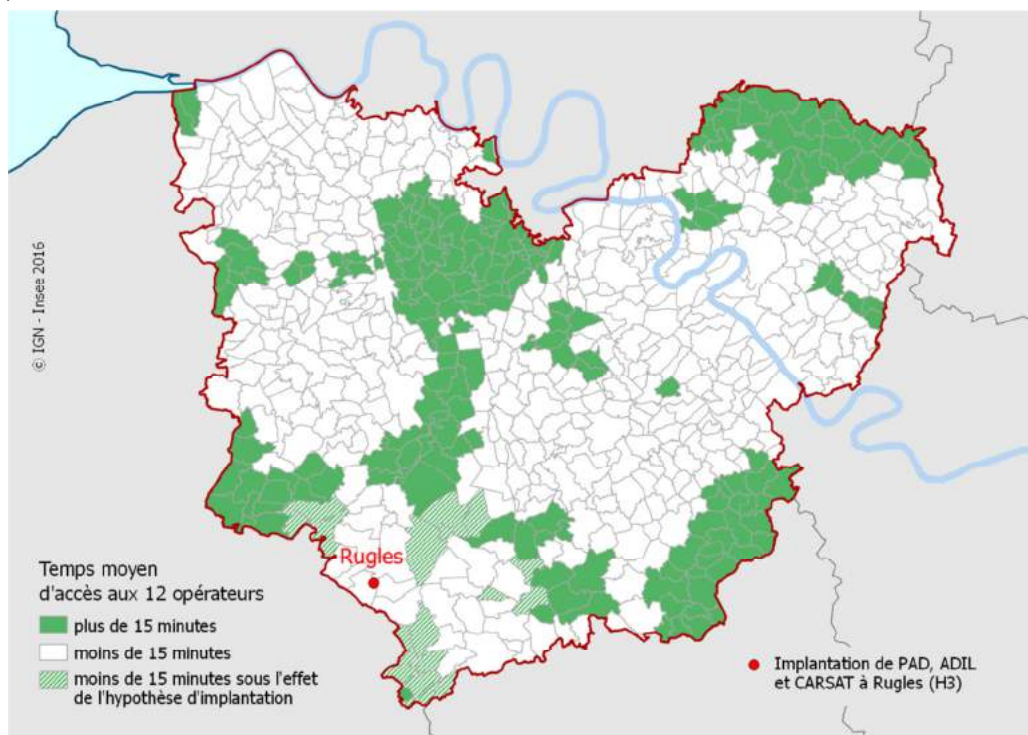 © IGN - Insee 2016
Rugles
Temps moyen
d'accès aux 12 opérateurs
plus de 15 minutes
moins de 15 minutes
moins de 15 minutes sous l'effet
de l'hypothèse d'implantation
Implantation de PAD, ADIL
et CARSAT à Rugles (H3)